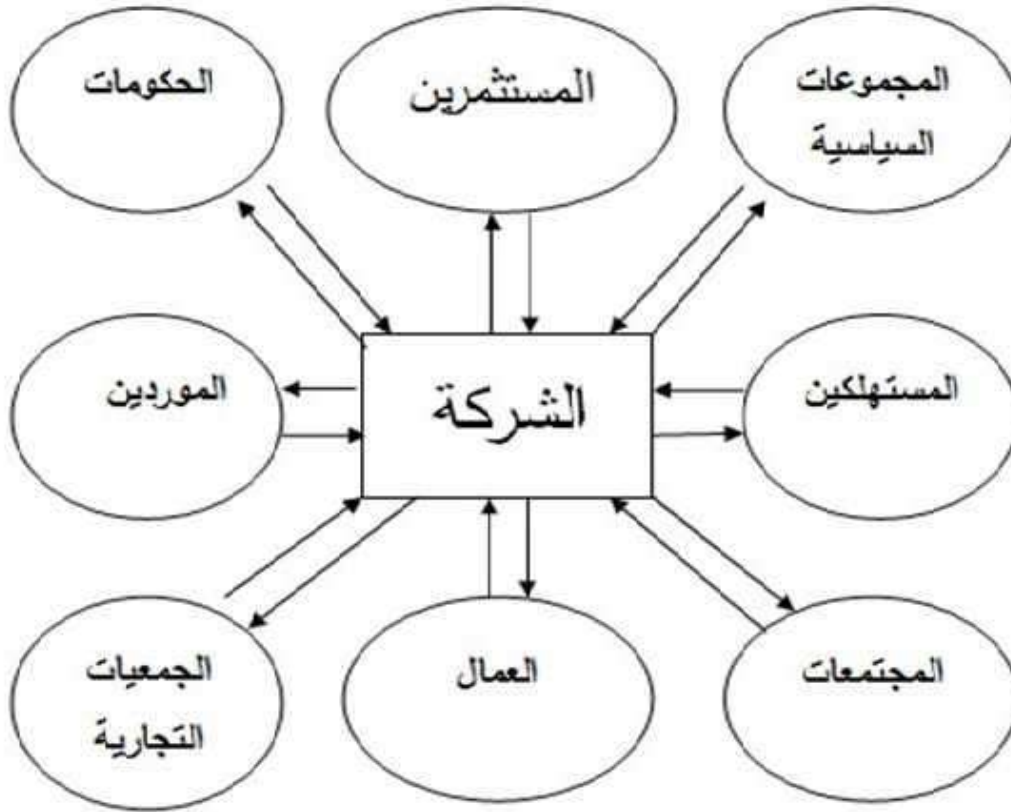 المجموعات
السياسية
المستثمرين
الحكومات
المستهلكين
الشركة
الموردين
المجتمعات
العمال
الجمعيات
التجارية